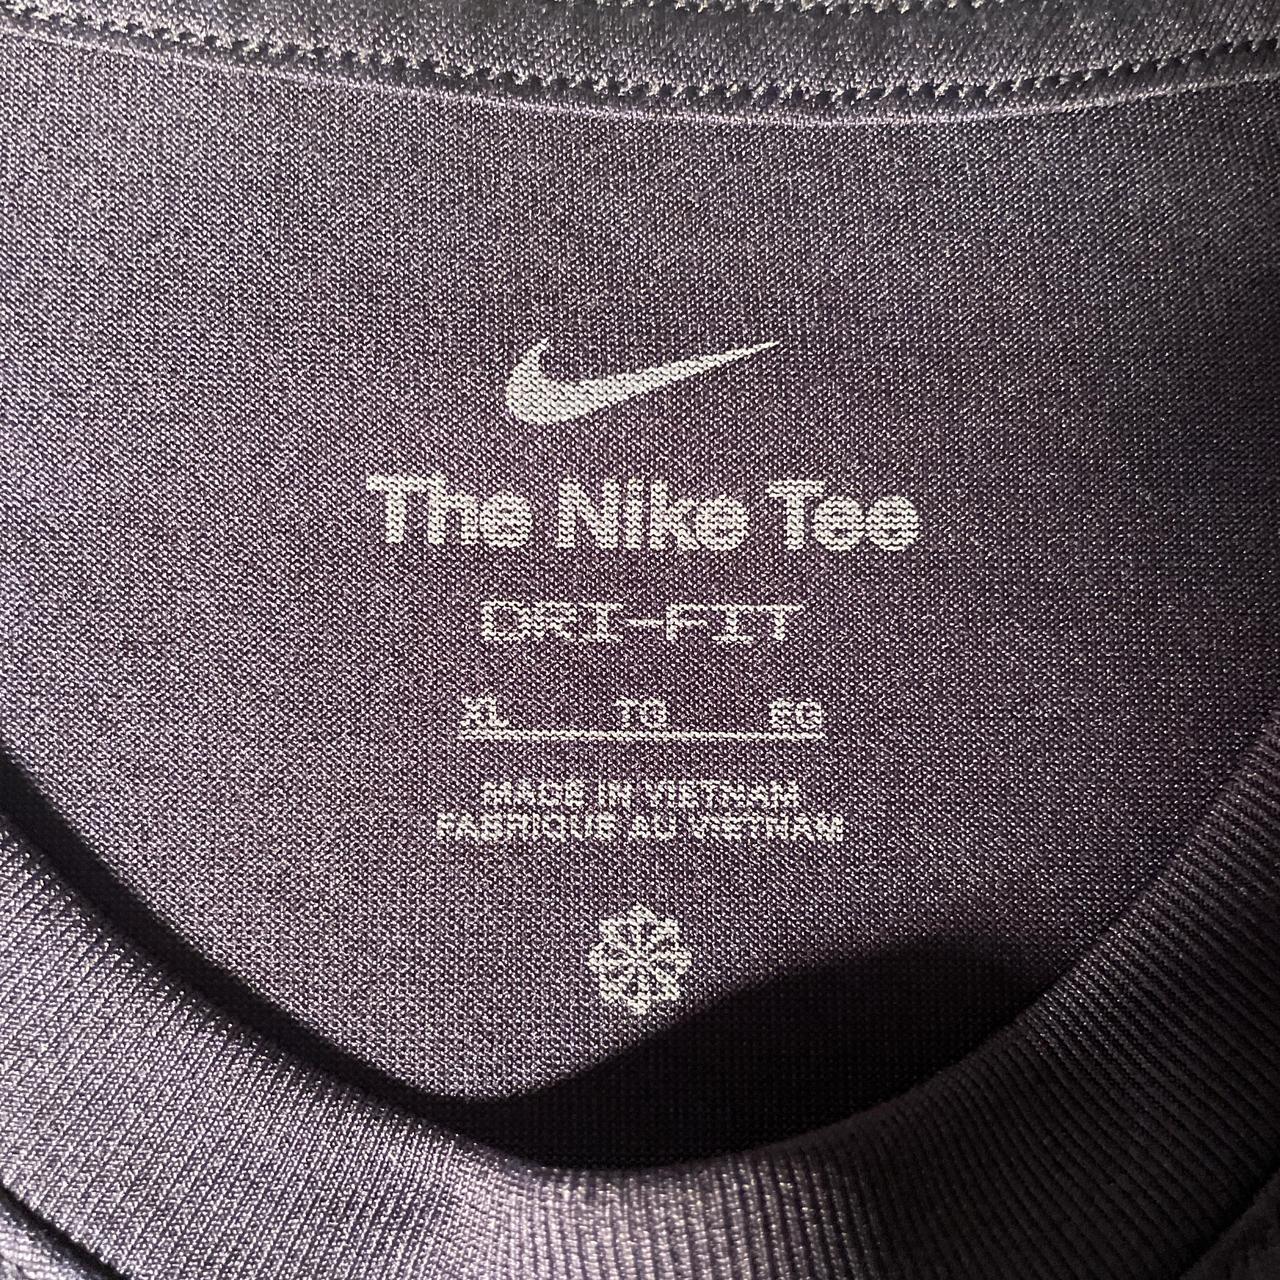 The Nike Tee
DRI-FIT
XL TG EG
MADE IN VIETNAM
FABRIQUÉ AU VIETNAM